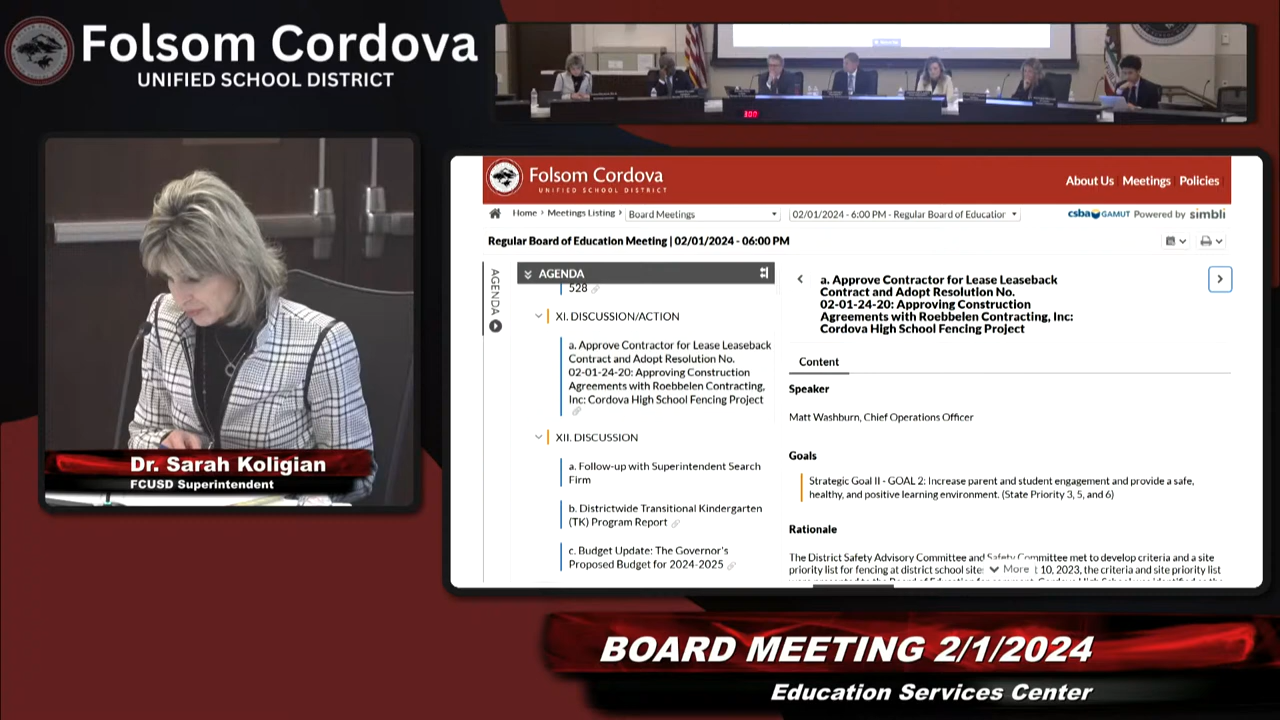 Folsom Cordova
UNIFIED SCHOOL DISTRICT
100
Folsom Cordova
UNIFIED SCHOOL DISTRICT
About Us Meetings Policies
Home › Meetings Listing › Board Meetings
02/01/2024 - 6:00 PM - Regular Board of Education
csba GAMUT Powered by simbli
Regular Board of Education Meeting | 02/01/2024 - 06:00 PM
AGENDA
AGENDA
528
XI. DISCUSSION/ACTION
a. Approve Contractor for Lease Leaseback
Contract and Adopt Resolution No.
02-01-24-20: Approving Construction
Agreements with Roebbelen Contracting,
Inc: Cordova High School Fencing Project
XII. DISCUSSION
a. Follow-up with Superintendent Search
Firm
b. Districtwide Transitional Kindergarten
(TK) Program Report
c. Budget Update: The Governor's
Proposed Budget for 2024-2025
a. Approve Contractor for Lease Leaseback
Contract and Adopt Resolution No.
02-01-24-20: Approving Construction
Agreements with Roebbelen Contracting, Inc:
Cordova High School Fencing Project
Content
Speaker
Matt Washburn, Chief Operations Officer
Goals
Strategic Goal II - GOAL 2: Increase parent and student engagement and provide a safe,
healthy, and positive learning environment. (State Priority 3, 5, and 6)
Rationale
The District Safety Advisory Committee and Safety Committee met to develop criteria and a site
priority list for fencing at district school site More 10, 2023, the criteria and site priority list
Dr. Sarah Koligian
FCUSD Superintendent
BOARD MEETING 2/1/2024
Education Services Center